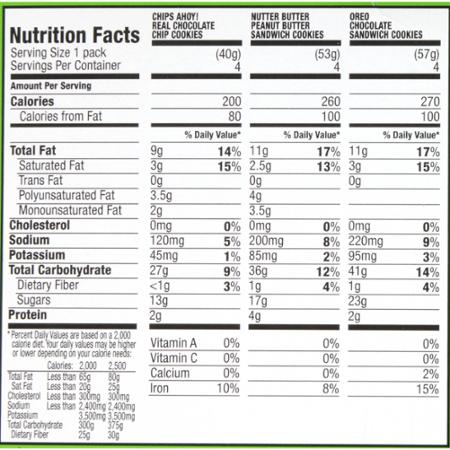 Nutrition Facts
Serving Size 1 pack
Servings Per Container
CHIPS AHOY!
REAL CHOCOLATE
CHIP COOKIES
(40g)
4
NUTTER BUTTER
PEANUT BUTTER
SANDWICH COOKIES
(53g)
4
OREO
CHOCOLATE
SANDWICH COOKIES
(57g)
4
Amount Per Serving
Calories 200 260 270
Calories from Fat 80 100 100
% Daily Value* % Daily Value* % Daily Value*
Total Fat 9g 14% 11g 17% 11g 17%
Saturated Fat 3g 15% 2.5g 13% 3g 15%
Trans Fat 0g 0g 0g
Polyunsaturated Fat 3.5g 4g
Monounsaturated Fat 2g 3.5g
Cholesterol 0mg 0% 0mg 0% 0mg 0%
Sodium 120mg 5% 200mg 8% 220mg 9%
Potassium 45mg 1% 85mg 2% 95mg 3%
Total Carbohydrate 27g 9% 36g 12% 41g 14%
Dietary Fiber <1g 3% 1g 4% 1g 4%
Sugars 13g 17g 23g
Protein 2g 4g 2g
*Percent Daily Values are based on a 2,000
calorie diet. Your daily values may be higher
or lower depending on your calorie needs:
Calories: 2,000 2,500
Total Fat Less than 65g 80g
Sat Fat Less than 20g 25g
Cholesterol Less than 300mg 300mg
Sodium Less than 2,400mg 2,400mg
Potassium 3,500mg 3,500mg
Total Carbohydrate 300g 375g
Dietary Fiber 25g 30g
Vitamin A 0% 0% 0%
Vitamin C 0% 0% 0%
Calcium 0% 0% 2%
Iron 10% 8% 15%